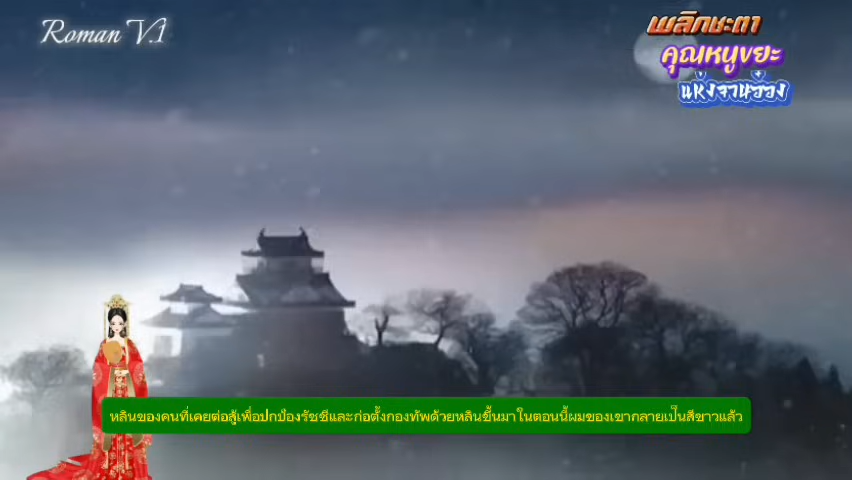 Roman V.1
พลิกชะตา
คุณหนูขยะ
แห่งจวนอ๋อง
หลินของคนที่เคยต่อสู้เพื่อปกป้องรัชชีและก่อตั้งกองทัพด้วยหลินขึ้นมาในตอนนี้ผมของเขากลายเป็นสีขาวแล้ว